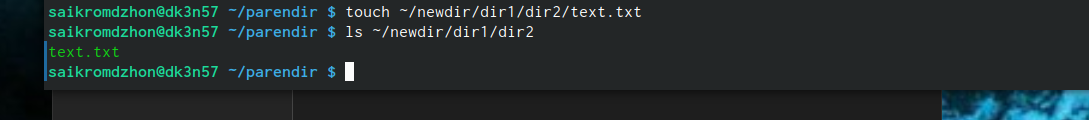 saikromdzhon@dk3n57 ~/parendir $ touch ~/newdir/dir1/dir2/text.txt
saikromdzhon@dk3n57 ~/parendir $ ls ~/newdir/dir1/dir2
text.txt
saikromdzhon@dk3n57 ~/parendir $